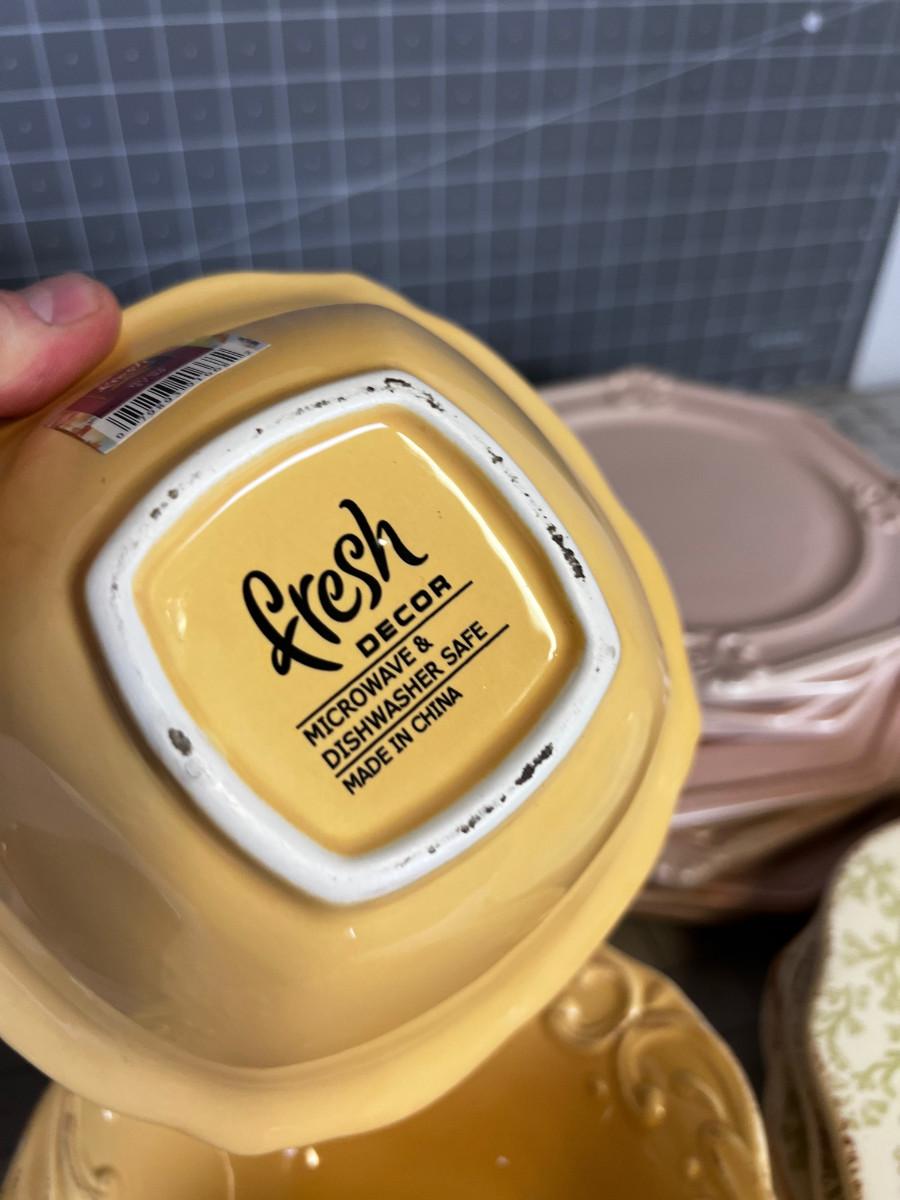 fresh
DECOR
MICROWAVE &
DISHWASHER SAFE
MADE IN CHINA